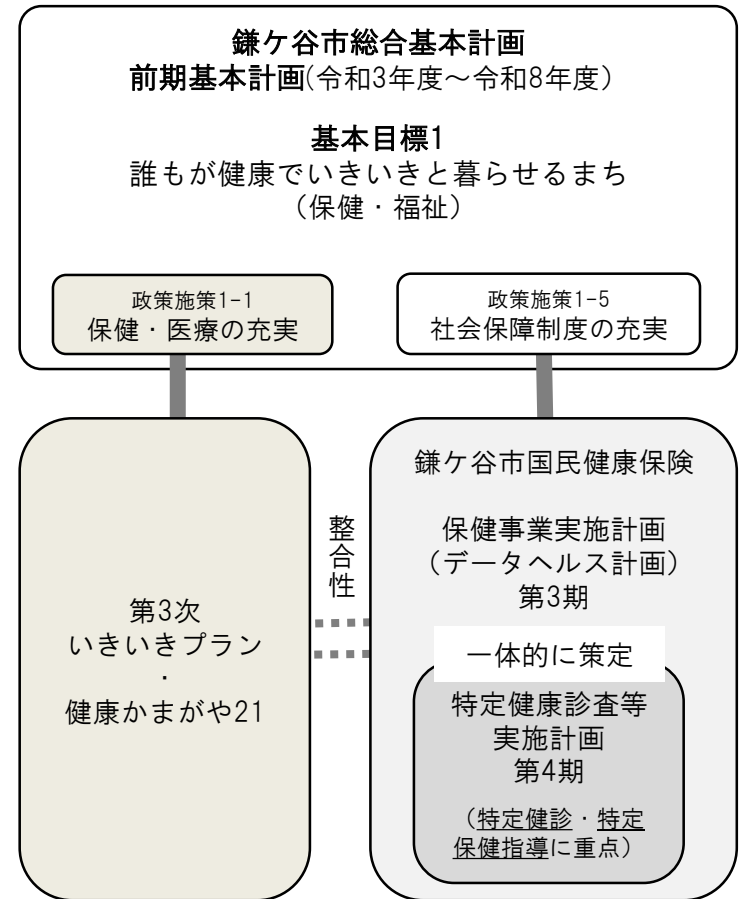 鎌ケ谷市総合基本計画
前期基本計画(令和3年度～令和8年度)
基本目標1
誰もが健康でいきいきと暮らせるまち
（保健・福祉）
政策施策1-1
保健・医療の充実
政策施策1-5
社会保障制度の充実
第3次
いきいきプラン
・
健康かまがや21
整合性
鎌ケ谷市国民健康保険
保健事業実施計画
（データヘルス計画）
第3期
一体的に策定
特定健康診査等
実施計画
第4期
（特定健診・特定
保健指導に重点）